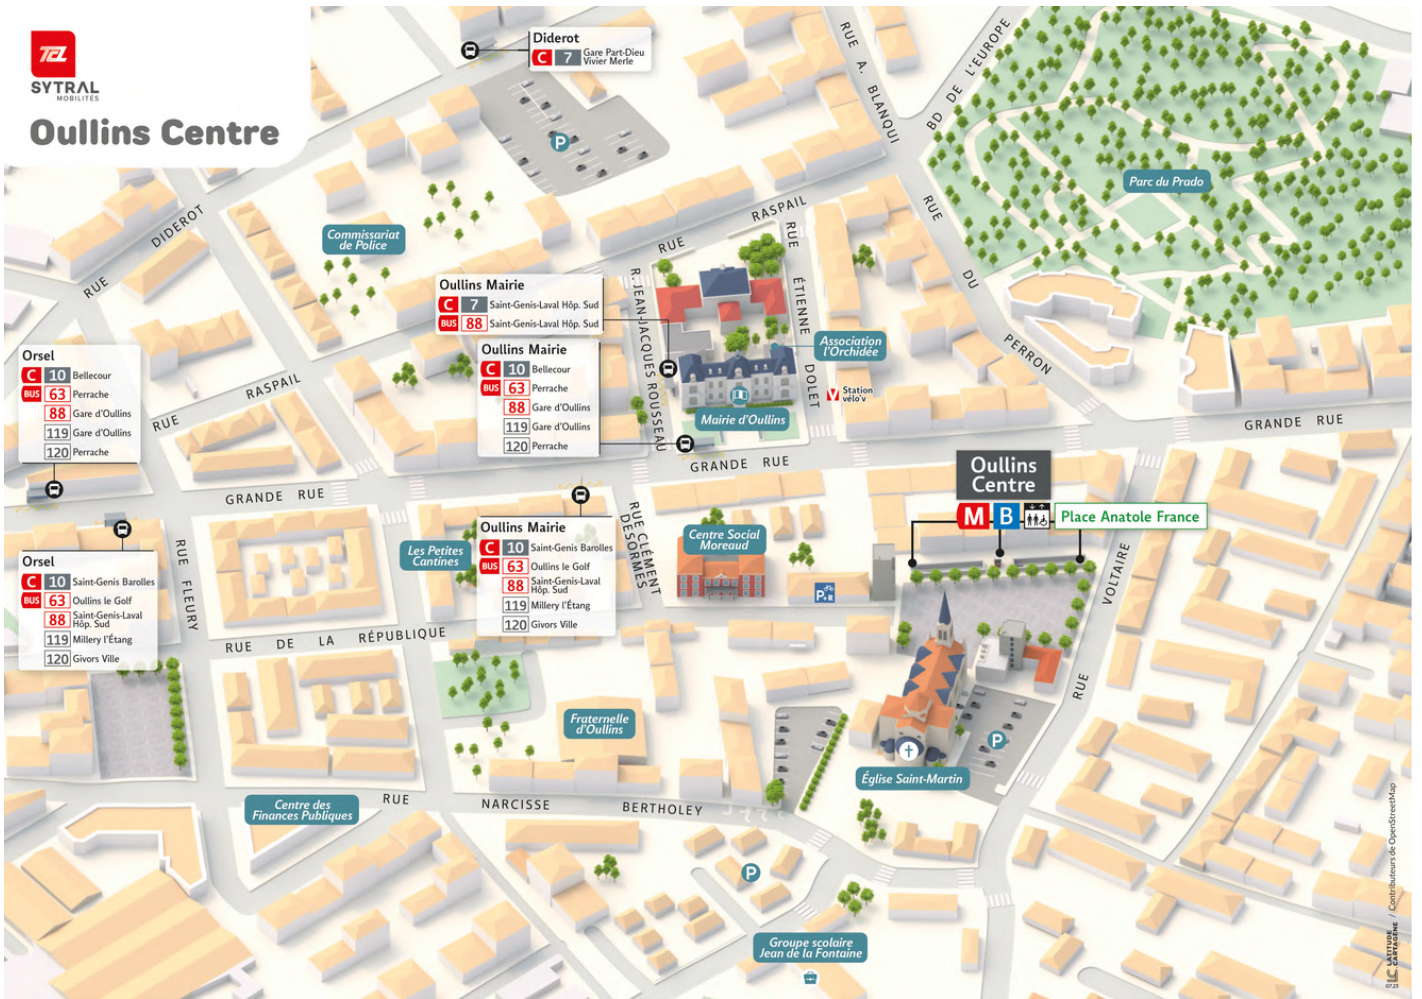 TCL
SYTRAL
MOBILITÉS
Oullins Centre
Diderot
C 7 Gare Part-Dieu
Vivier Merle
RUE A. BLANQUI
BD DE L'EUROPE
Parc du Prado
P
RUE DIDEROT
Commissariat
de Police
RUE RASPAIL
RUE DU PERRON
Oullins Mairie
C 7 Saint-Genis-Laval Hôp. Sud
BUS 88 Saint-Genis-Laval Hôp. Sud
R. JEAN-JACQUES ROUSSEAU
RUE ÉTIENNE DOLET
Association
l'Orchidée
Oullins Mairie
C 10 Bellecour
BUS 63 Perrache
88 Gare d'Oullins
119 Gare d'Oullins
120 Perrache
Orsel
C 10 Bellecour
BUS 63 Perrache
88 Gare d'Oullins
119 Gare d'Oullins
120 Perrache
RUE RASPAIL
Station
vélo'v
Mairie d'Oullins
GRANDE RUE
GRANDE RUE
GRANDE RUE
Oullins
Centre
M B Place Anatole France
Orsel
C 10 Saint-Genis Barolles
BUS 63 Oullins le Golf
88 Saint-Genis-Laval
Hôp. Sud
119 Millery l'Étang
120 Givors Ville
RUE FLEURY
Les Petites
Cantines
Oullins Mairie
C 10 Saint-Genis Barolles
BUS 63 Oullins le Golf
88 Saint-Genis-Laval
Hôp. Sud
119 Millery l'Étang
120 Givors Ville
RUE CLÉMENT
DESORMES
Centre Social
Moreaud
P+R
RUE VOLTAIRE
RUE DE LA RÉPUBLIQUE
Fraternelle
d'Oullins
P
Église Saint-Martin
Centre des
Finances Publiques
RUE NARCISSE BERTHOLEY
P
Groupe scolaire
Jean de la Fontaine
LC LATITUDE
CARTAGÈNE / Contributeurs de OpenStreetMap
07.23